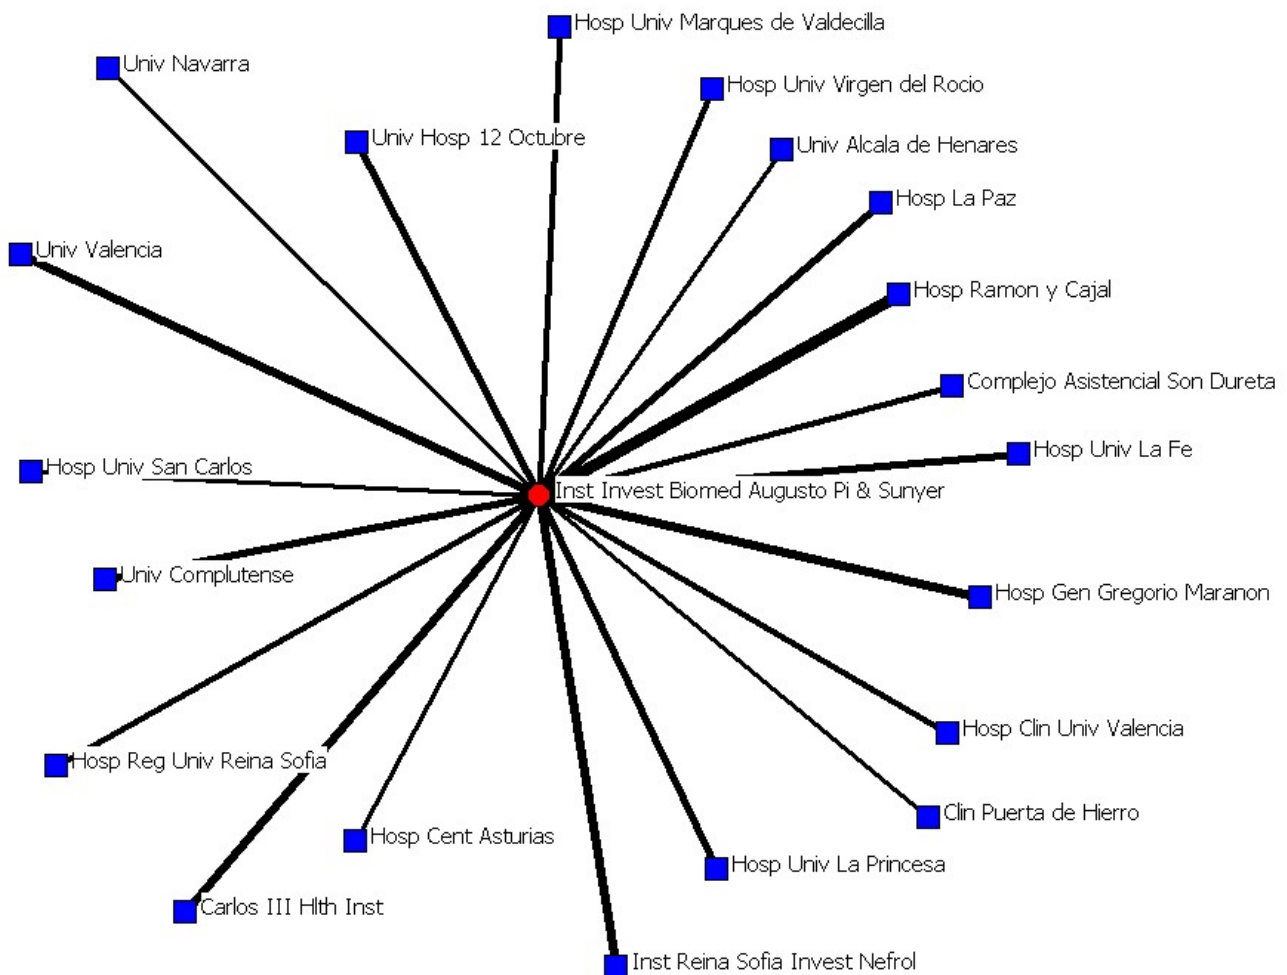 Hosp Univ Marques de Valdecilla
Univ Navarra
Hosp Univ Virgen del Rocio
Univ Hosp 12 Octubre
Univ Alcala de Henares
Hosp La Paz
Univ Valencia
Hosp Ramon y Cajal
Complejo Asistencial Son Dureta
Hosp Univ La Fe
Hosp Univ San Carlos
Inst Invest Biomed Augusto Pi & Sunyer
Univ Complutense
Hosp Gen Gregorio Maranon
Hosp Clin Univ Valencia
Hosp Reg Univ Reina Sofia
Clin Puerta de Hierro
Hosp Cent Asturias
Hosp Univ La Princesa
Carlos III Hlth Inst
Inst Reina Sofia Invest Nefrol